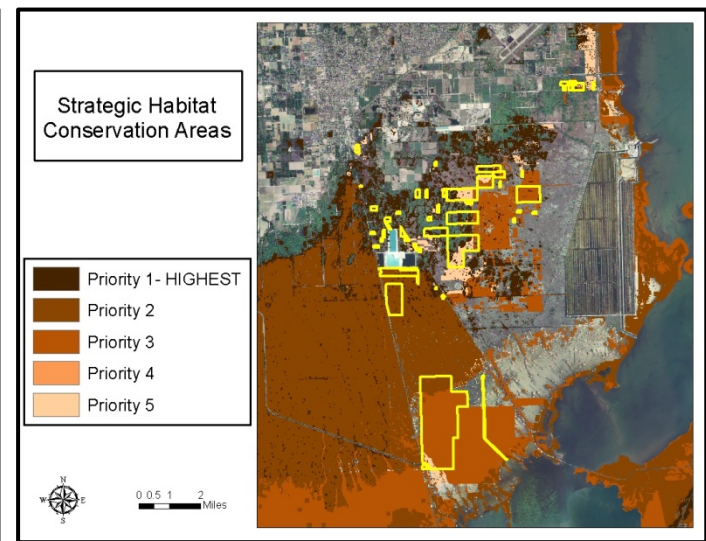 Strategic Habitat
Conservation Areas
Priority 1- HIGHEST
Priority 2
Priority 3
Priority 4
Priority 5
N
W E
S
0 0.5 1 2
Miles